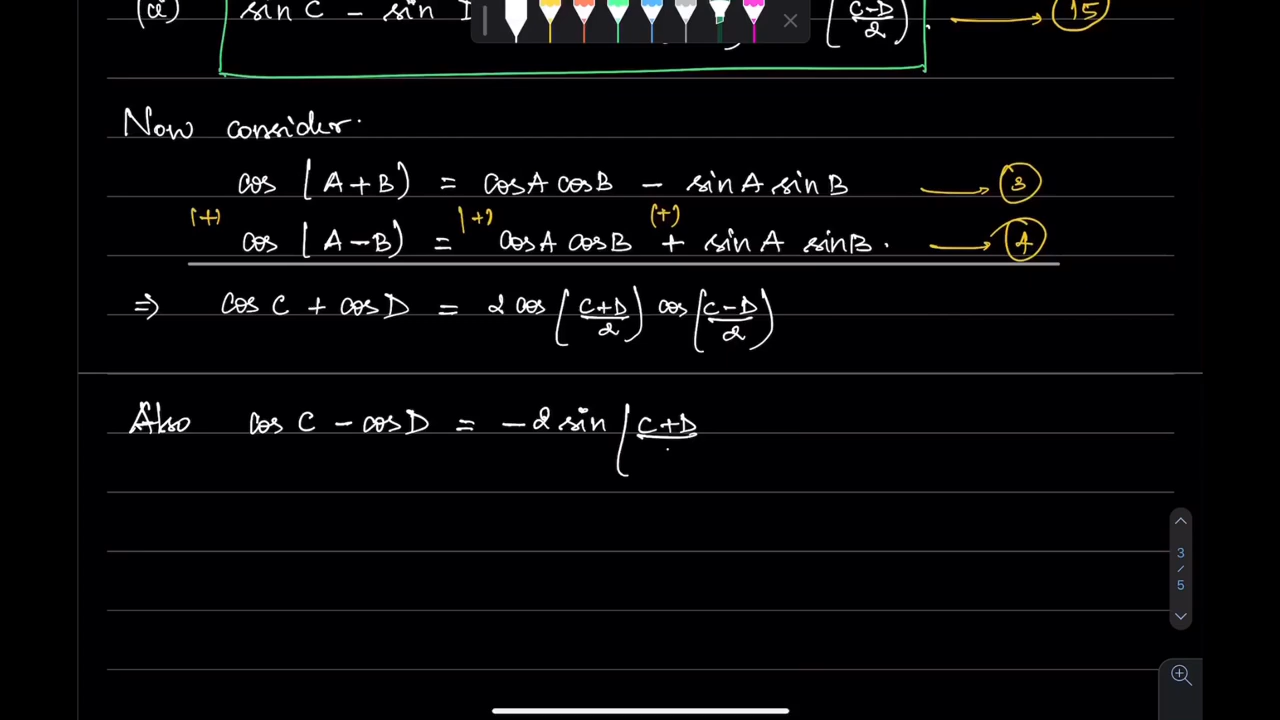 (a) sin C - sin D (C-D/2). → (15)
Now consider.
cos (A+B) = cosA cosB - sinA sinB → (3)
(+) (+) (+)
cos (A-B) = cosA cosB + sinA sinB. → (4)
⇒ cos C + cos D = 2 cos (C+D/2) cos (C-D/2)
Also cos C - cos D = -2 sin (C+D
3
/
5